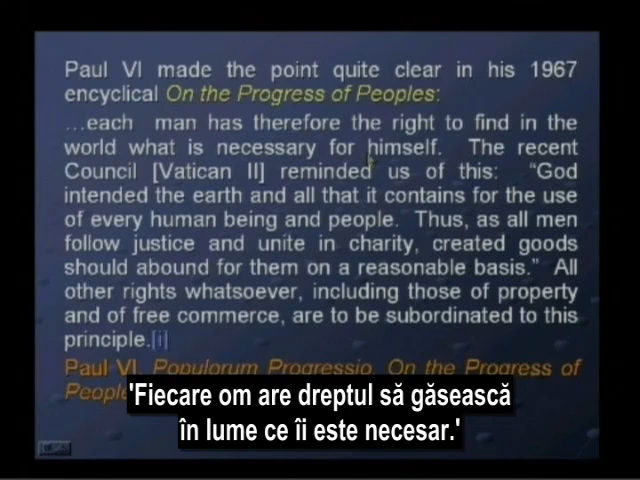 Paul VI made the point quite clear in his 1967
encyclical On the Progress of Peoples:
…each man has therefore the right to find in the
world what is necessary for himself. The recent
Council [Vatican II] reminded us of this: “God
intended the earth and all that it contains for the use
of every human being and people. Thus, as all men
follow justice and unite in charity, created goods
should abound for them on a reasonable basis.” All
other rights whatsoever, including those of property
and of free commerce, are to be subordinated to this
principle.[i]
Paul VI, Populorum Progressio, On the Progress of
People
'Fiecare om are dreptul să găsească
în lume ce îi este necesar.'